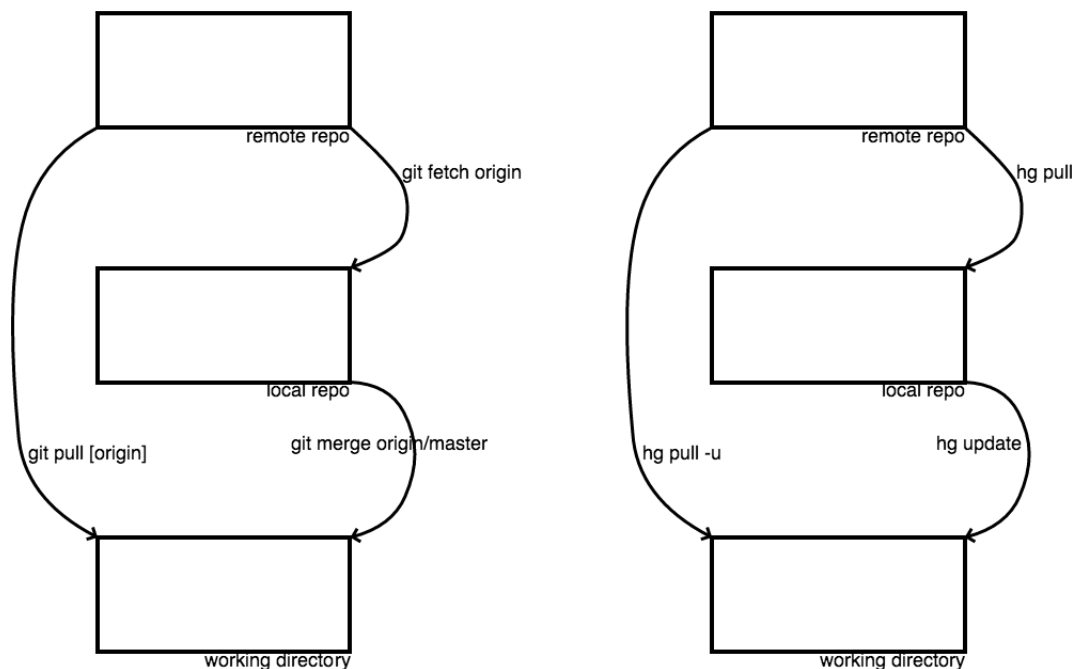 remote repo
git fetch origin
local repo
git merge origin/master
git pull [origin]
working directory
remote repo
hg pull
local repo
hg update
hg pull -u
working directory